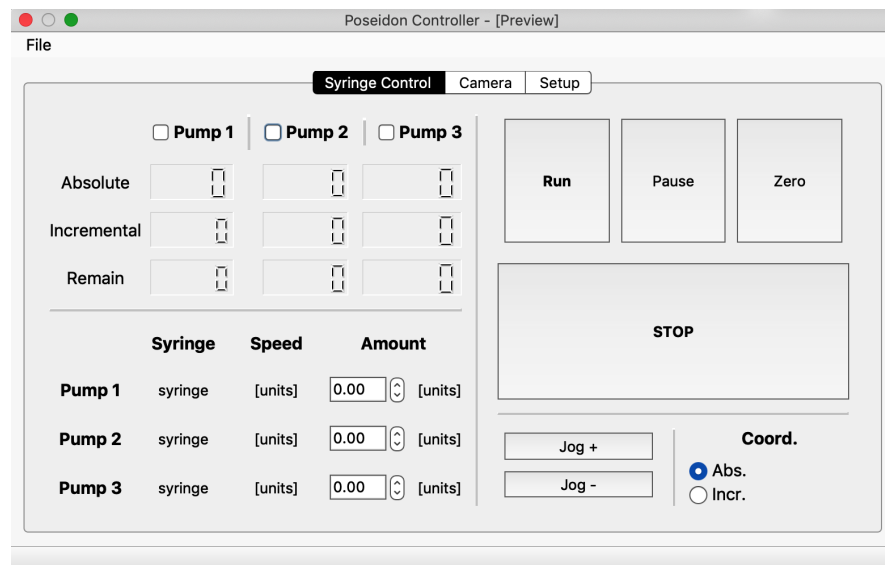 Poseidon Controller - [Preview]
File
Syringe Control Camera Setup
Pump 1 Pump 2 Pump 3
Absolute 0 0 0
Incremental 0 0 0
Remain 0 0 0
Run Pause Zero
STOP
Syringe Speed Amount
Pump 1 syringe [units] 0.00 [units]
Pump 2 syringe [units] 0.00 [units]
Pump 3 syringe [units] 0.00 [units]
Jog +
Jog -
Coord.
Abs.
Incr.